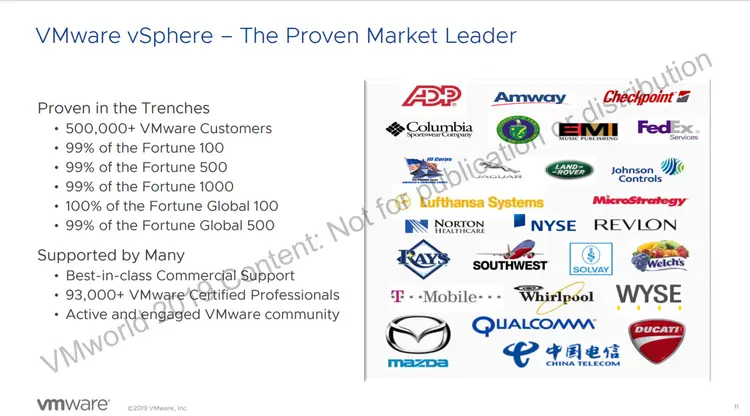 VMware vSphere – The Proven Market Leader
Proven in the Trenches
• 500,000+ VMware Customers
• 99% of the Fortune 100
• 99% of the Fortune 500
• 99% of the Fortune 1000
• 100% of the Fortune Global 100
• 99% of the Fortune Global 500
Supported by Many
• Best-in-class Commercial Support
• 93,000+ VMware Certified Professionals
• Active and engaged VMware community
ADP
Amway
Checkpoint
Columbia
Sportswear Company
EMI
MUSIC PUBLISHING
FedEx
Services
III Corps
JAGUAR
LAND ROVER
Johnson
Controls
Lufthansa Systems
MicroStrategy
NORTON
HEALTHCARE
NYSE
REVLON
RAYS
SOUTHWEST
SOLVAY
Welch's
T··Mobile···
Whirlpool
WYSE
mazda
QUALCOMM
中国电信
CHINA TELECOM
DUCATI
VMworld 2019 Content: Not for publication or distribution
vmware
©2019 VMware, Inc.
11